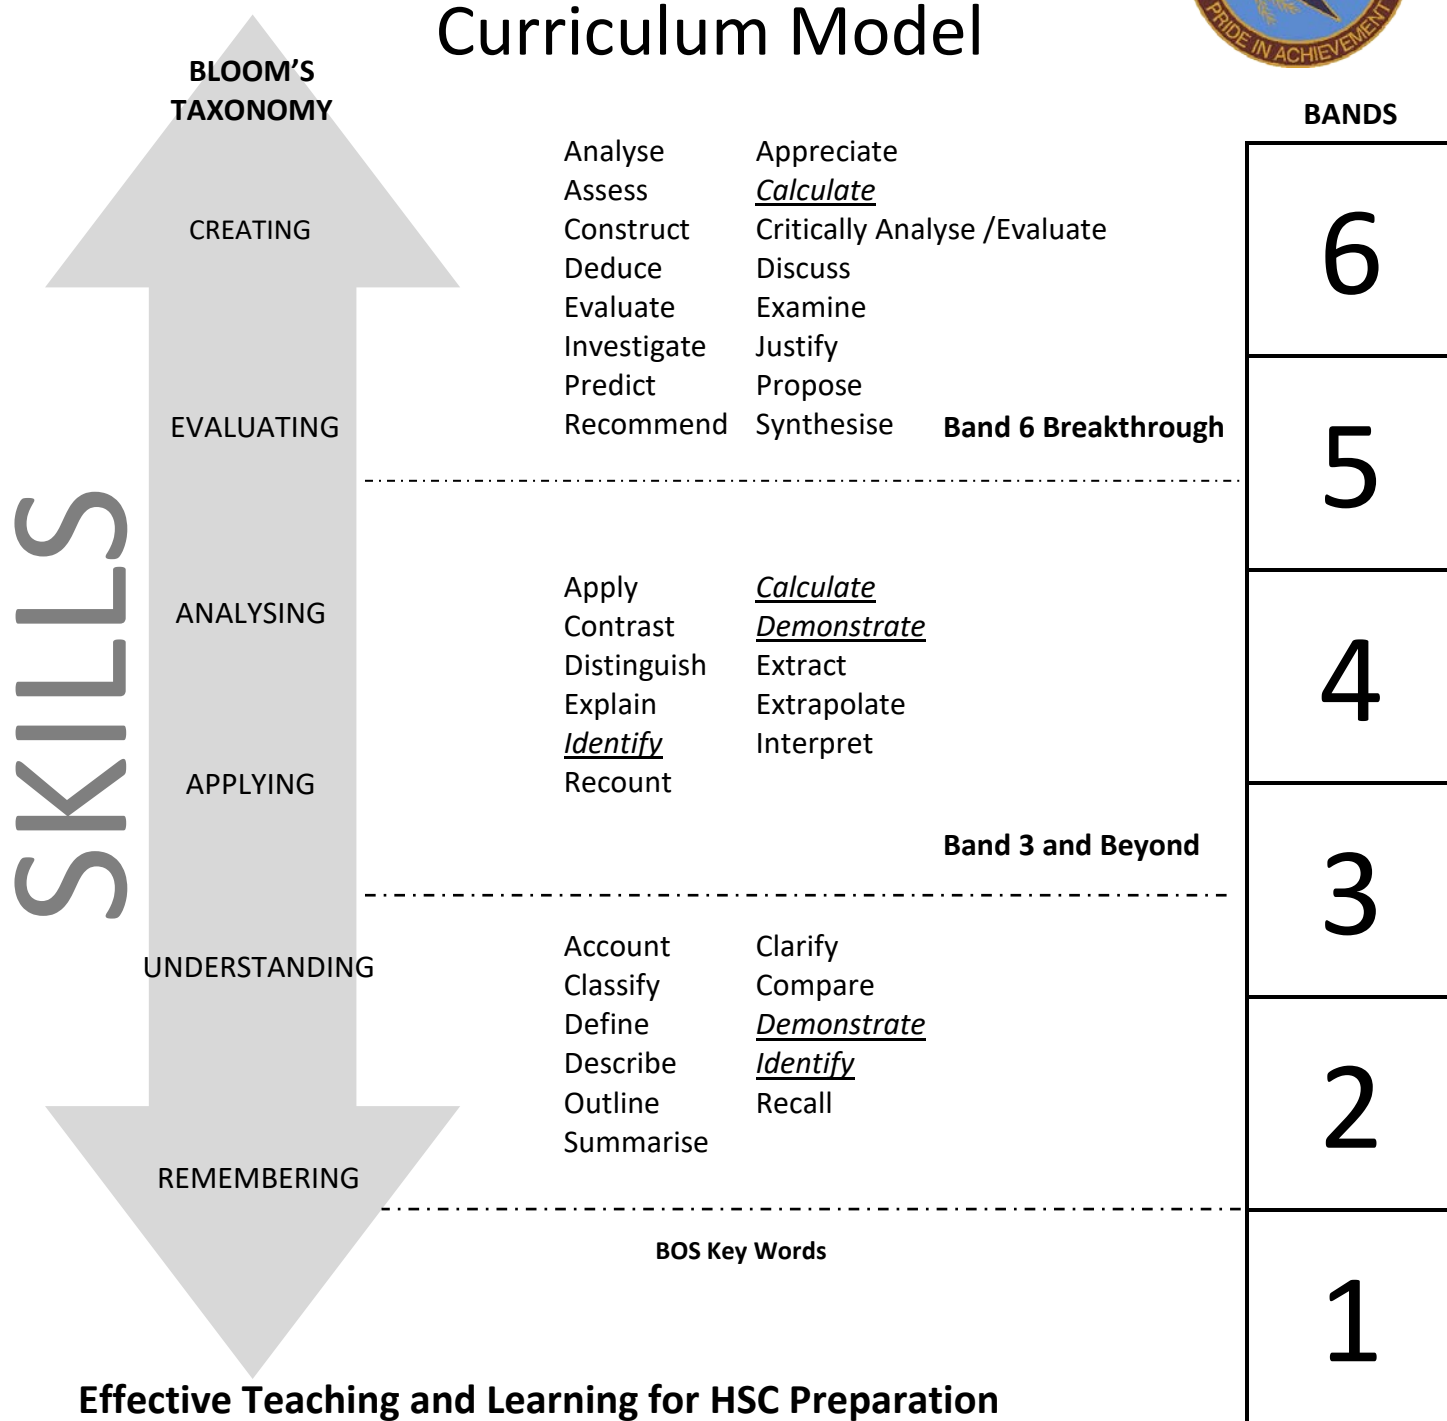 Curriculum Model
PRIDE IN ACHIEVEMENT
BLOOM'S
TAXONOMY
BANDS
SKILLS
CREATING
EVALUATING
ANALYSING
APPLYING
UNDERSTANDING
REMEMBERING
Analyse Appreciate
Assess Calculate
Construct Critically Analyse /Evaluate
Deduce Discuss
Evaluate Examine
Investigate Justify
Predict Propose
Recommend Synthesise Band 6 Breakthrough
Apply Calculate
Contrast Demonstrate
Distinguish Extract
Explain Extrapolate
Identify Interpret
Recount
Band 3 and Beyond
Account Clarify
Classify Compare
Define Demonstrate
Describe Identify
Outline Recall
Summarise
BOS Key Words
6
5
4
3
2
1
Effective Teaching and Learning for HSC Preparation